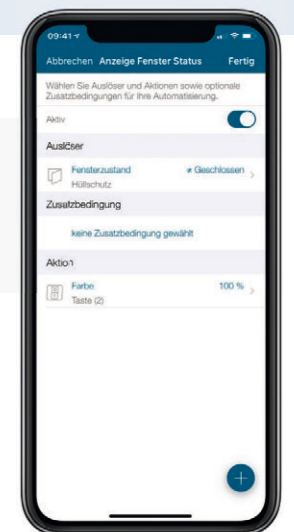 09:41
Abbrechen Anzeige Fenster Status Fertig
Wählen Sie Auslöser und Aktionen sowie optionale
Zusatzbedingungen für Ihre Automatisierung.
Aktiv
Auslöser
Fensterzustand ≠ Geschlossen
Hüllschutz
Zusatzbedingung
keine Zusatzbedingung gewählt
Aktion
Farbe 100 %
Taste (2)